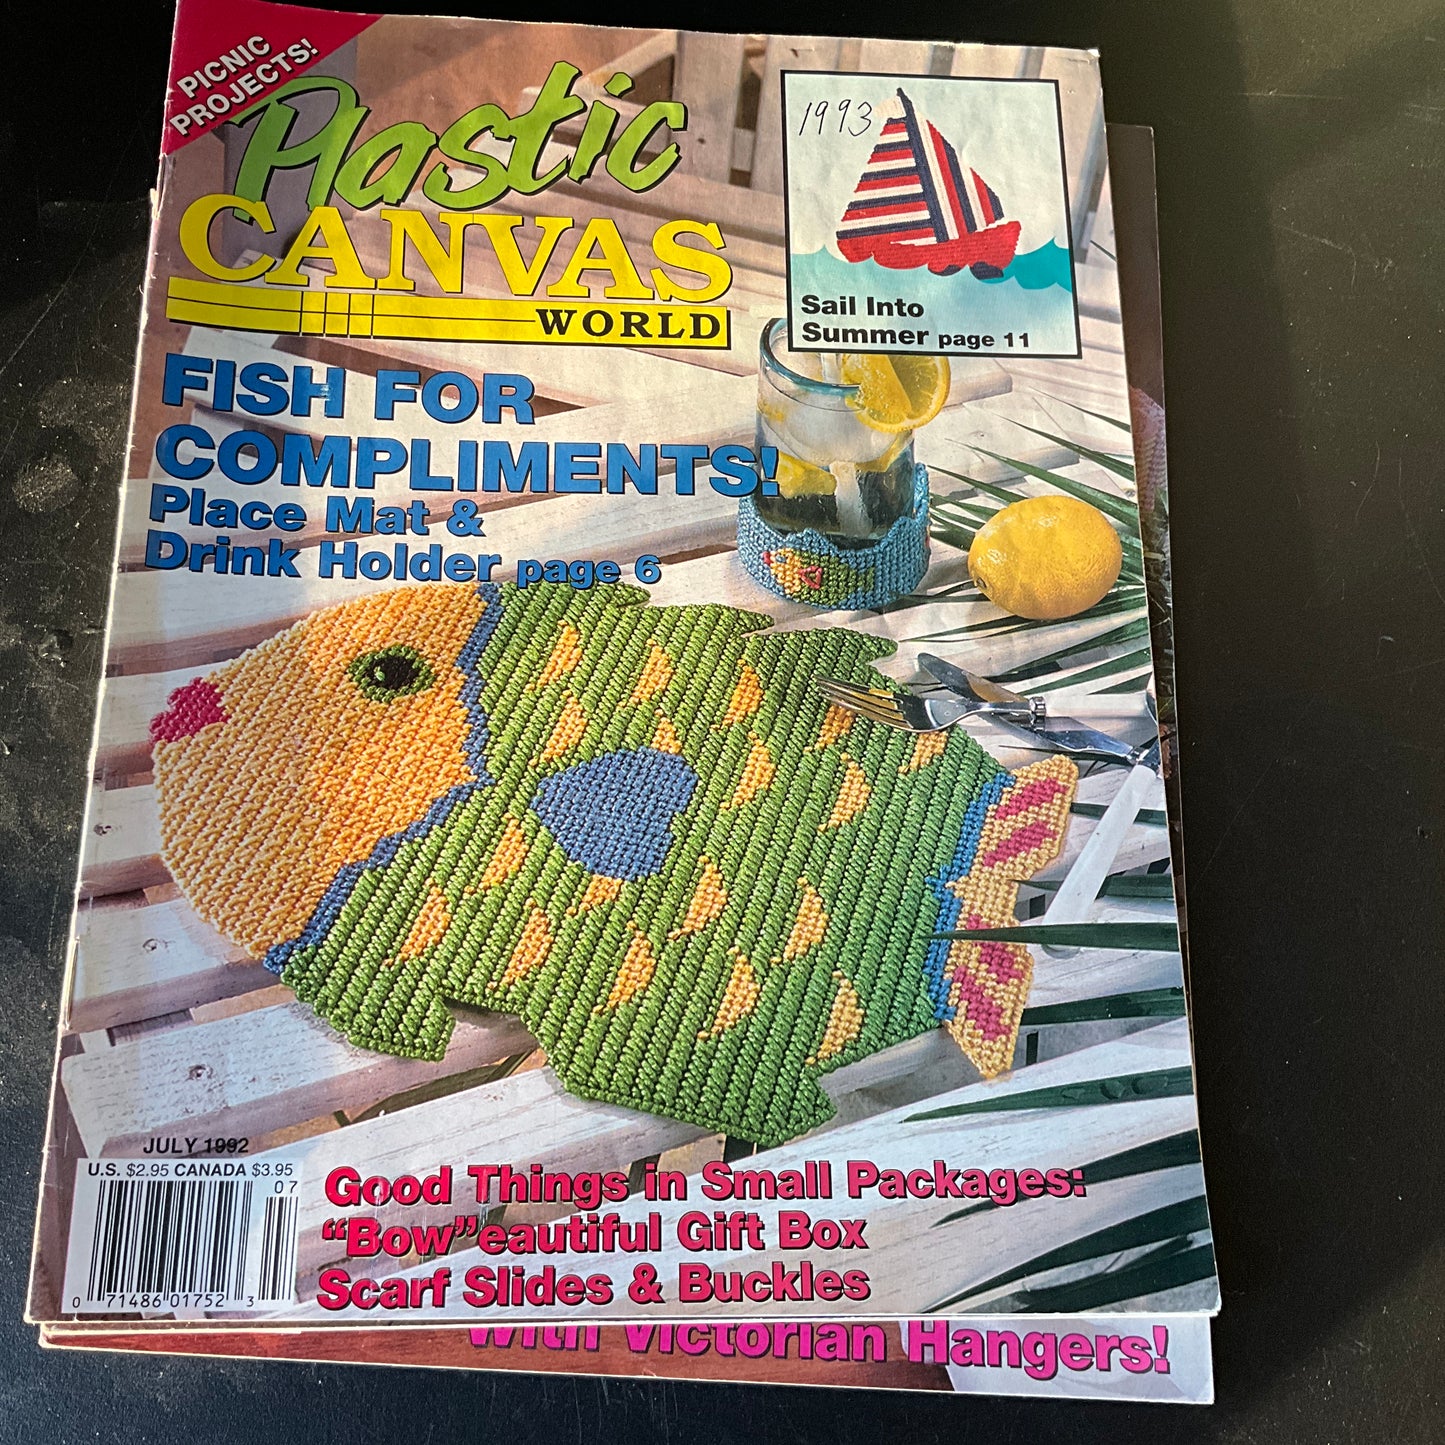 PICNIC
PROJECTS!
Plastic
CANVAS
WORLD
1993
Sail Into
Summer page 11
FISH FOR
COMPLIMENTS!
Place Mat &
Drink Holder page 6
JULY 1992
U.S. $2.95 CANADA $3.95
07
0 71486 01752 3
Good Things in Small Packages:
“Bow”eautiful Gift Box
Scarf Slides & Buckles
with Victorian Hangers!